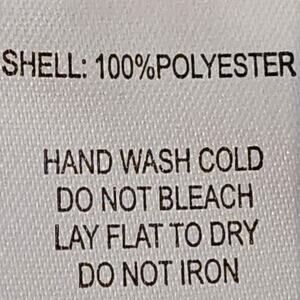 SHELL: 100%POLYESTER
HAND WASH COLD
DO NOT BLEACH
LAY FLAT TO DRY
DO NOT IRON